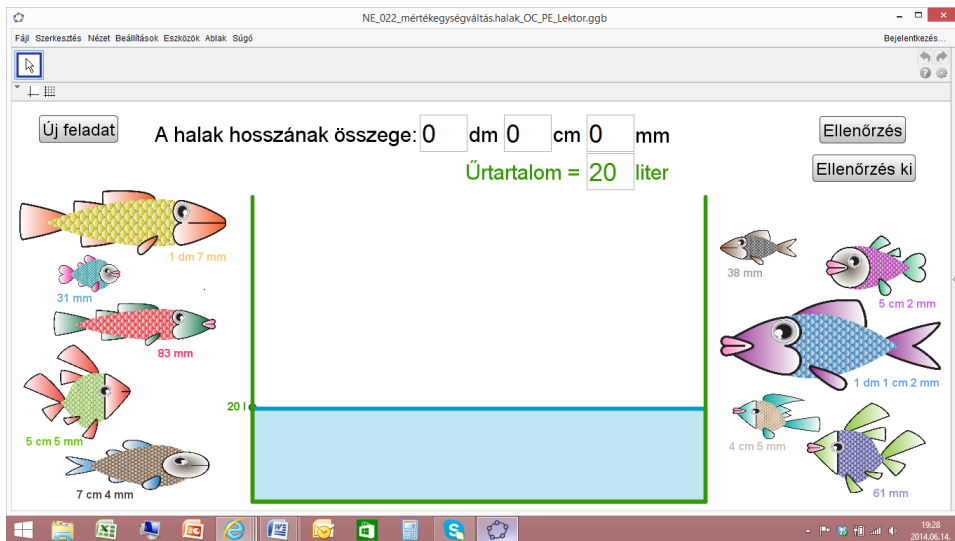 NE_022_mértékegységváltás.halak_OC_PE_Lektor.ggb
Fájl Szerkesztés Nézet Beállítások Eszközök Ablak Súgó
Bejelentkezés...
Új feladat
A halak hosszának összege: 0 dm 0 cm 0 mm
Ellenőrzés
Űrtartalom = 20 liter
Ellenőrzés ki
1 dm 7 mm
31 mm
83 mm
5 cm 5 mm
7 cm 4 mm
20 l
38 mm
5 cm 2 mm
1 dm 1 cm 2 mm
4 cm 5 mm
61 mm
19:28
2014.06.14.